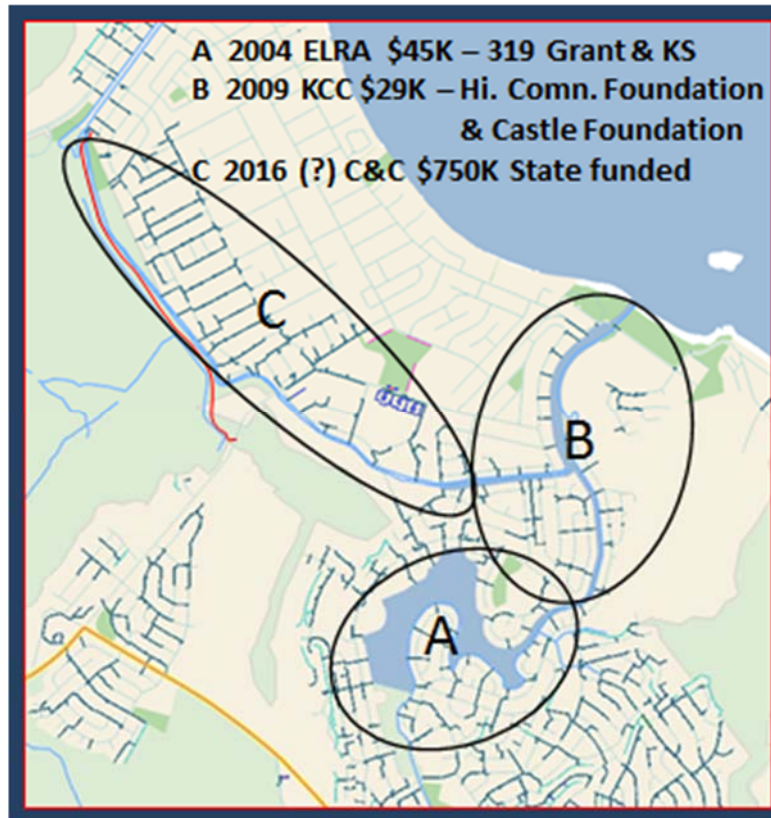 A 2004 ELRA $45K – 319 Grant & KS
B 2009 KCC $29K – Hi. Comn. Foundation
& Castle Foundation
C 2016 (?) C&C $750K State funded
C
B
A